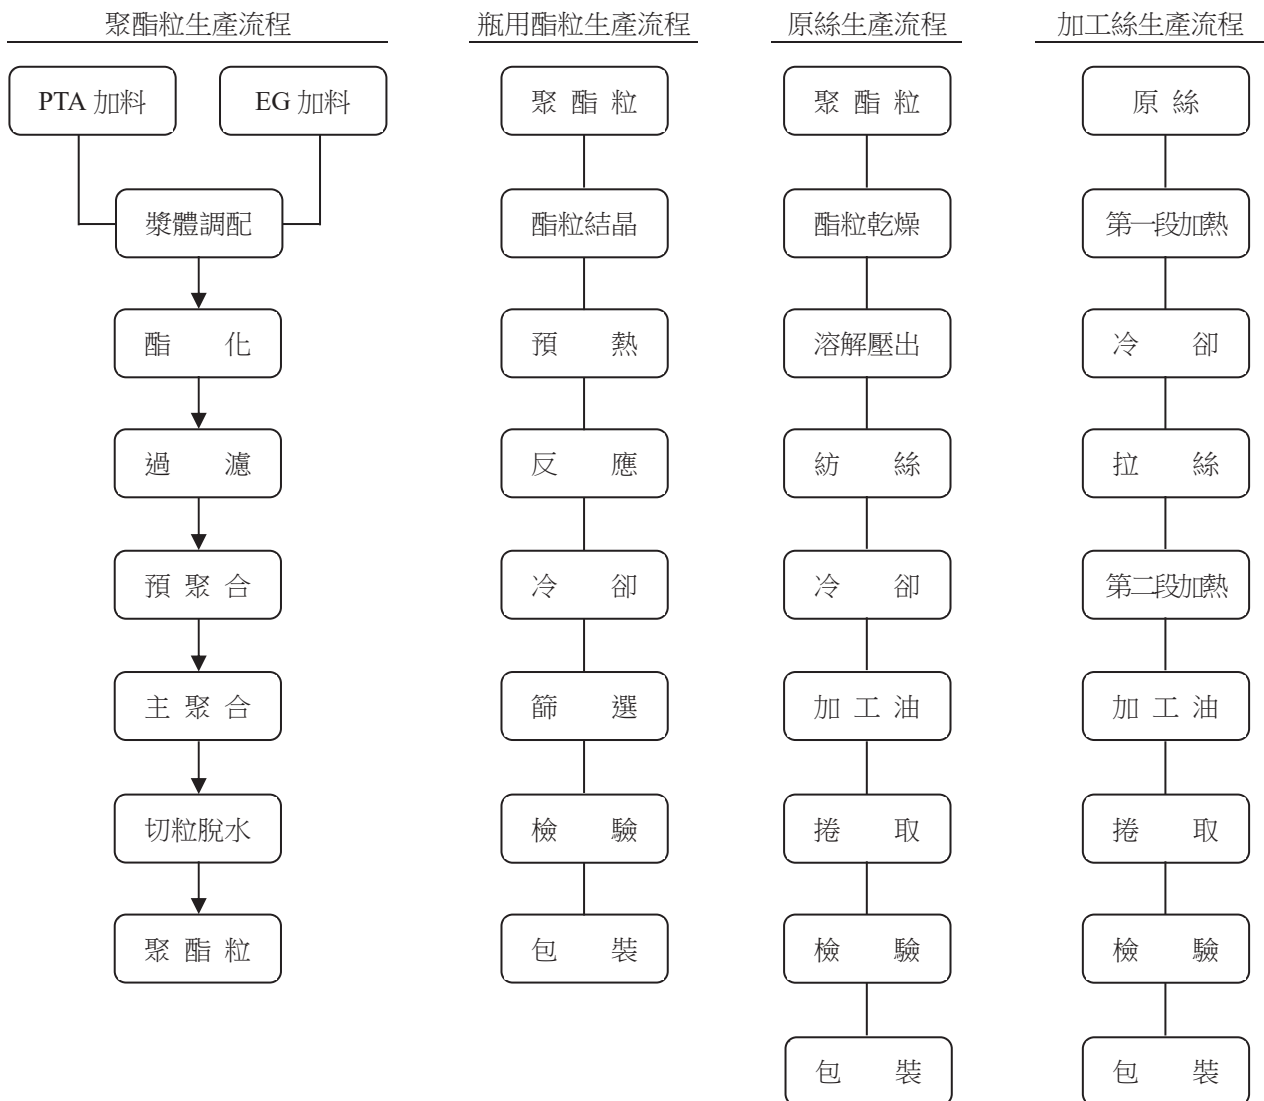 聚酯粒生產流程
PTA 加料
EG 加料
漿體調配
酯化
過濾
預聚合
主聚合
切粒脫水
聚酯粒
瓶用酯粒生產流程
聚酯粒
酯粒結晶
預熱
反應
冷卻
篩選
檢驗
包裝
原絲生產流程
聚酯粒
酯粒乾燥
溶解壓出
紡絲
冷卻
加工油
捲取
檢驗
包裝
加工絲生產流程
原絲
第一段加熱
冷卻
拉絲
第二段加熱
加工油
捲取
檢驗
包裝